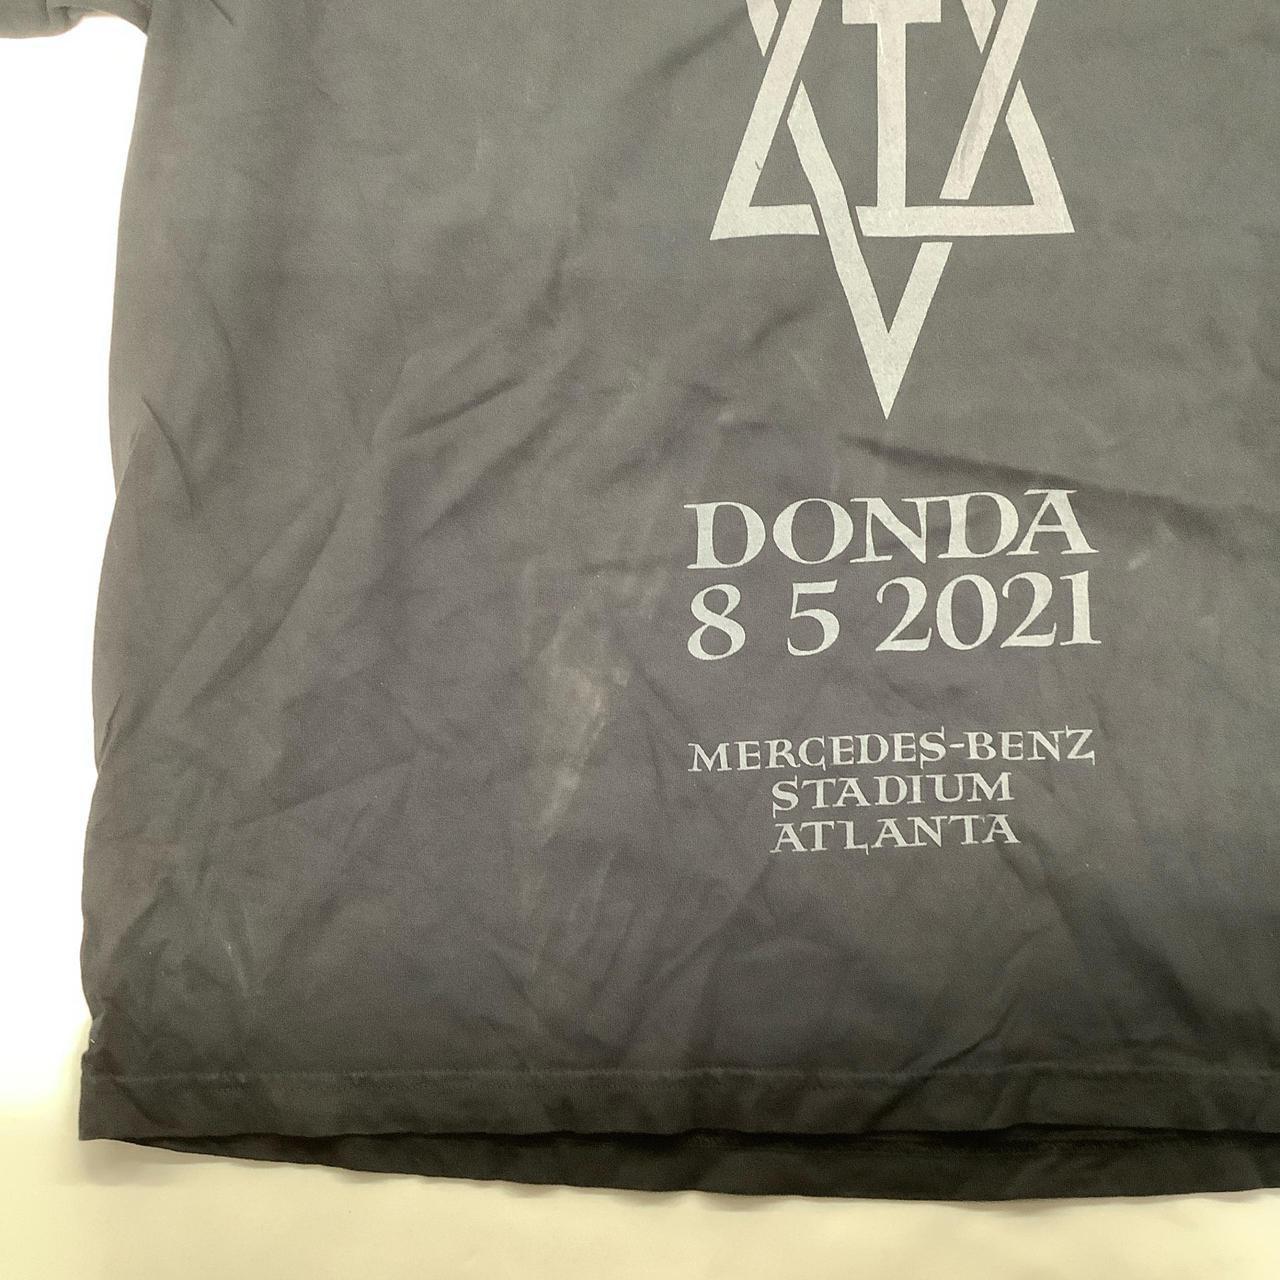 DONDA
8 5 2021
MERCEDES-BENZ
STADIUM
ATLANTA